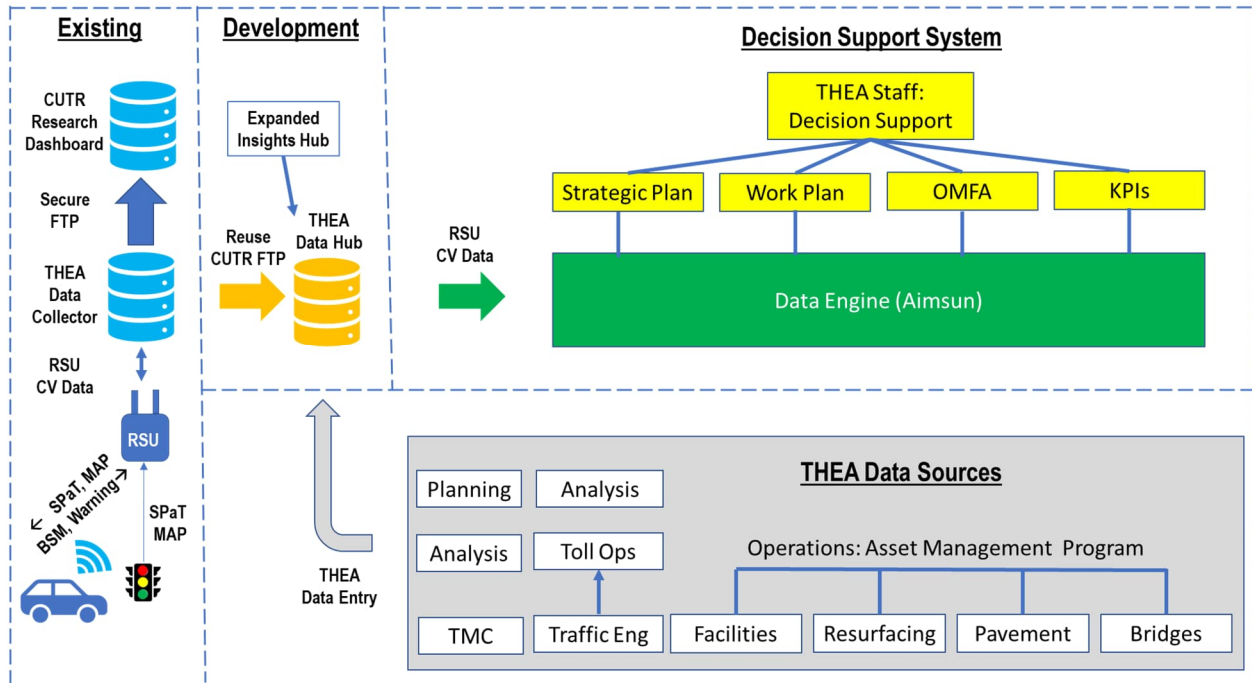 Existing
CUTR
Research
Dashboard
Secure
FTP
THEA
Data
Collector
RSU
CV Data
RSU
SPaT, MAP
BSM, Warning
SPaT
MAP
Development
Expanded
Insights Hub
THEA
Data Hub
Reuse
CUTR FTP
Decision Support System
THEA Staff:
Decision Support
Strategic Plan
Work Plan
OMFA
KPIs
RSU
CV Data
Data Engine (Aimsun)
THEA
Data Entry
THEA Data Sources
Planning
Analysis
Analysis
Toll Ops
Operations: Asset Management Program
TMC
Traffic Eng
Facilities
Resurfacing
Pavement
Bridges